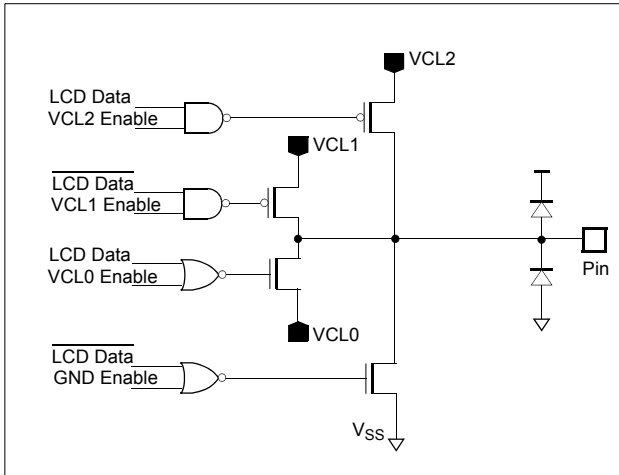 VCL2
LCD Data
VCL2 Enable
VCL1
LCD Data
VCL1 Enable
LCD Data
VCL0 Enable
Pin
VCL0
LCD Data
GND Enable
VSS